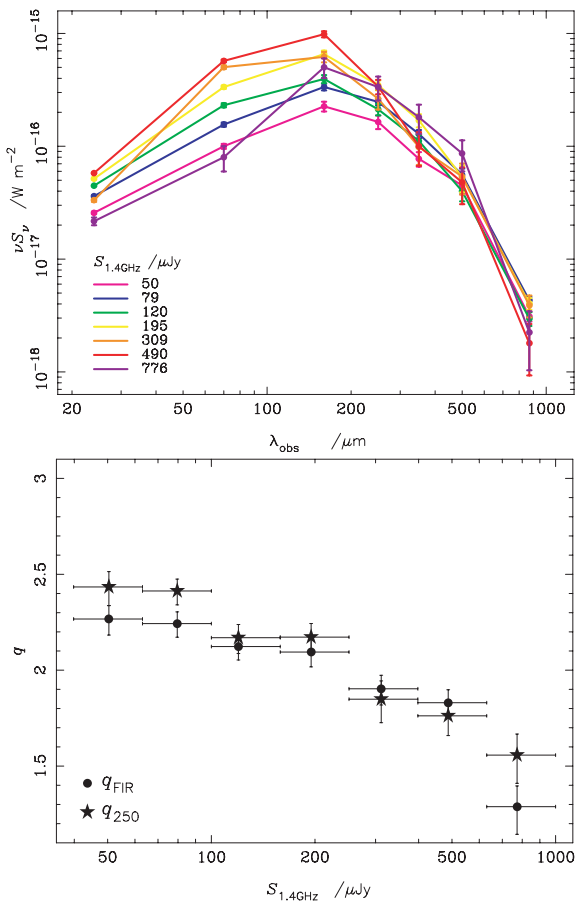 10⁻¹⁵
10⁻¹⁶
10⁻¹⁷
10⁻¹⁸
νS_ν /W m⁻²
S_1.4GHz /μJy
50
79
120
195
309
490
776
20 50 100 200 500 1000
λ_obs /μm
3
2.5
2
1.5
q
q_FIR
q_250
50 100 200 500 1000
S_1.4GHz /μJy